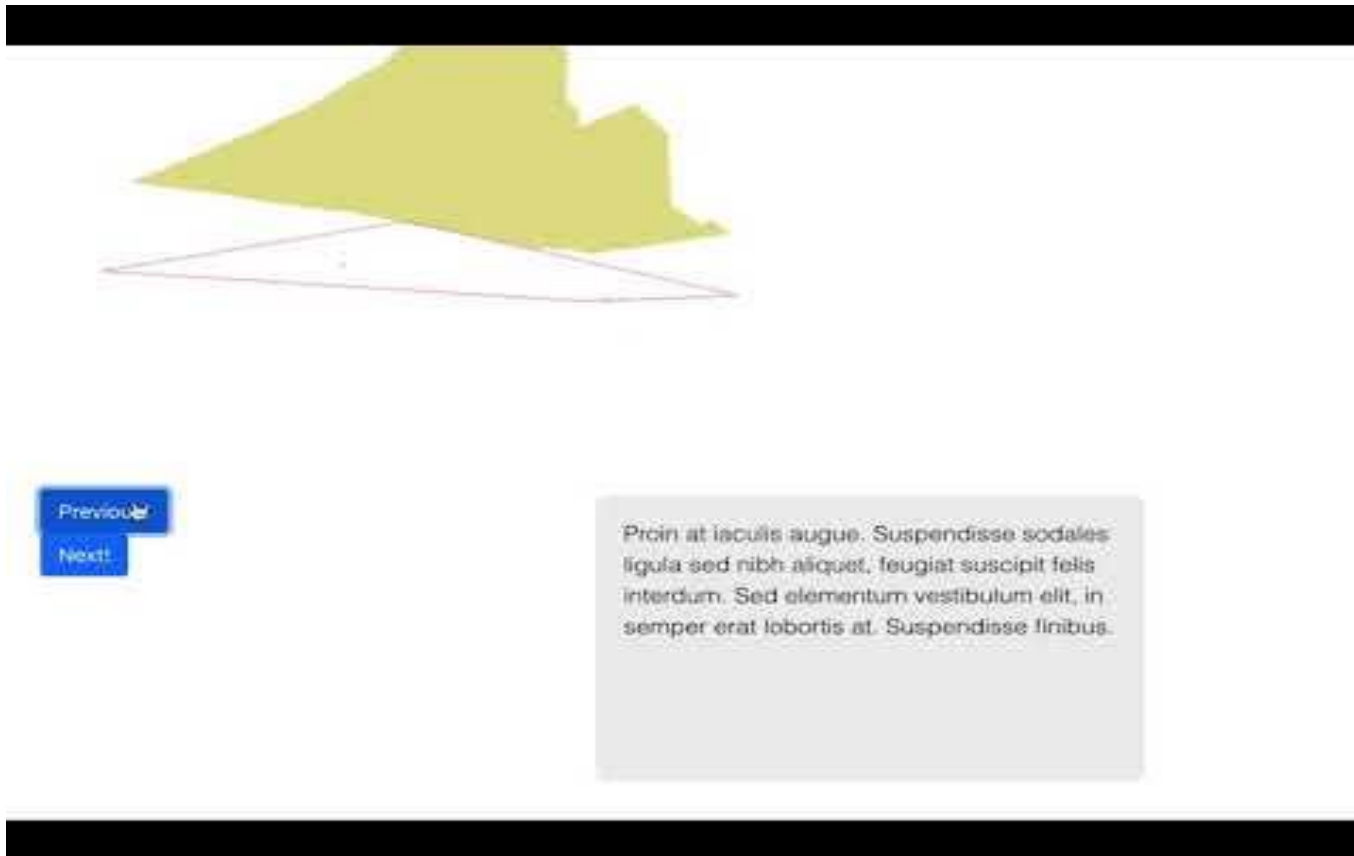 Previous
Next!
Proin at iaculis augue. Suspendisse sodales
ligula sed nibh aliquet, feugiat suscipit felis
interdum. Sed elementum vestibulum elit, in
semper erat lobortis at. Suspendisse finibus.